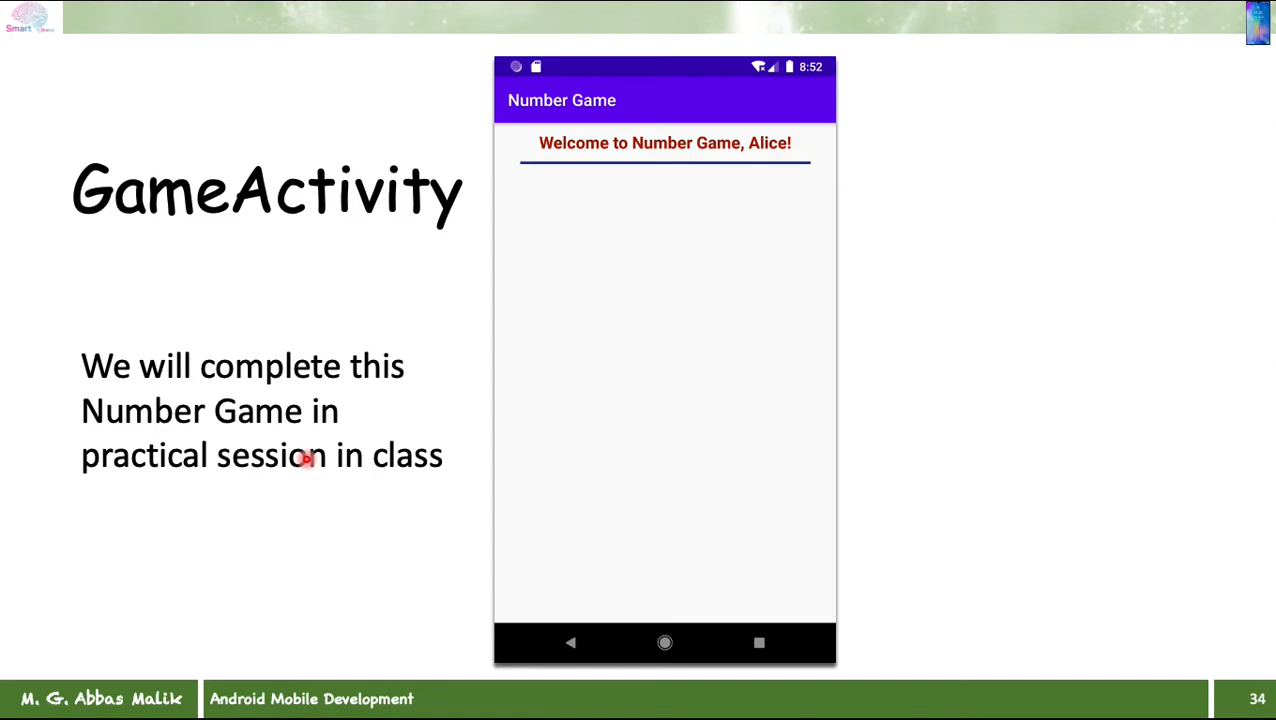 Smart
8:52
Number Game
Welcome to Number Game, Alice!
GameActivity
We will complete this
Number Game in
practical session in class
M. G. Abbas Malik
Android Mobile Development
34